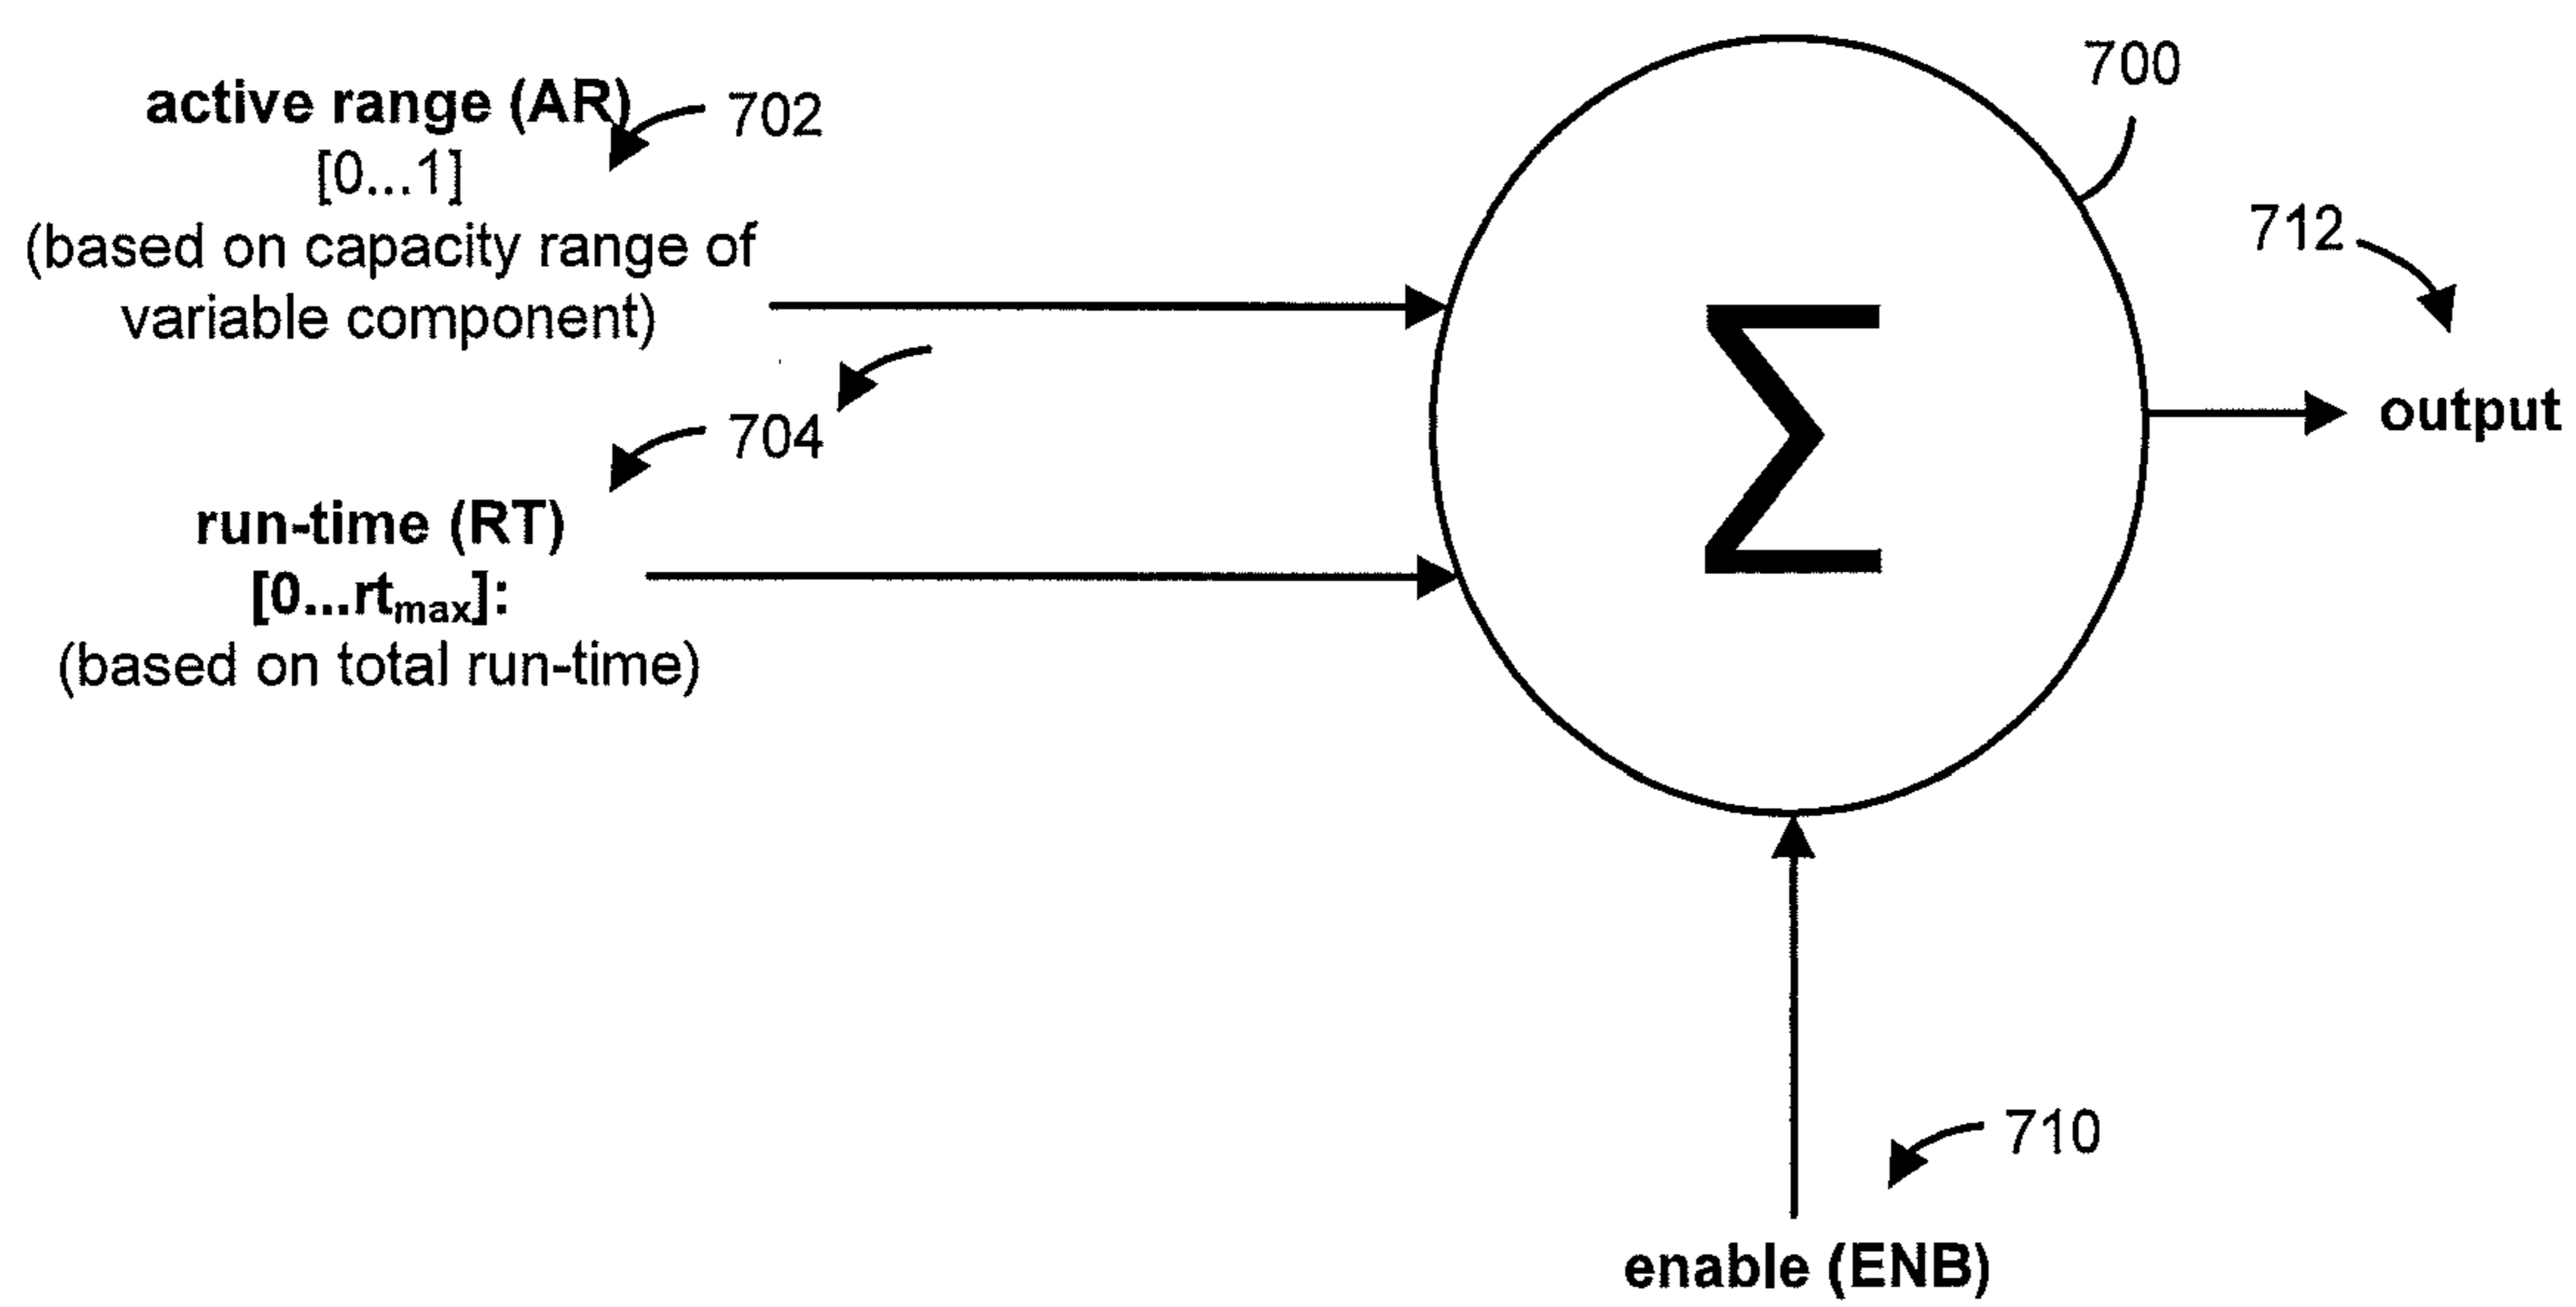 active range (AR)
702
[0...1]
(based on capacity range of
variable component)
704
run-time (RT)
[0...rtmax]:
(based on total run-time)
700
Σ
712
output
710
enable (ENB)